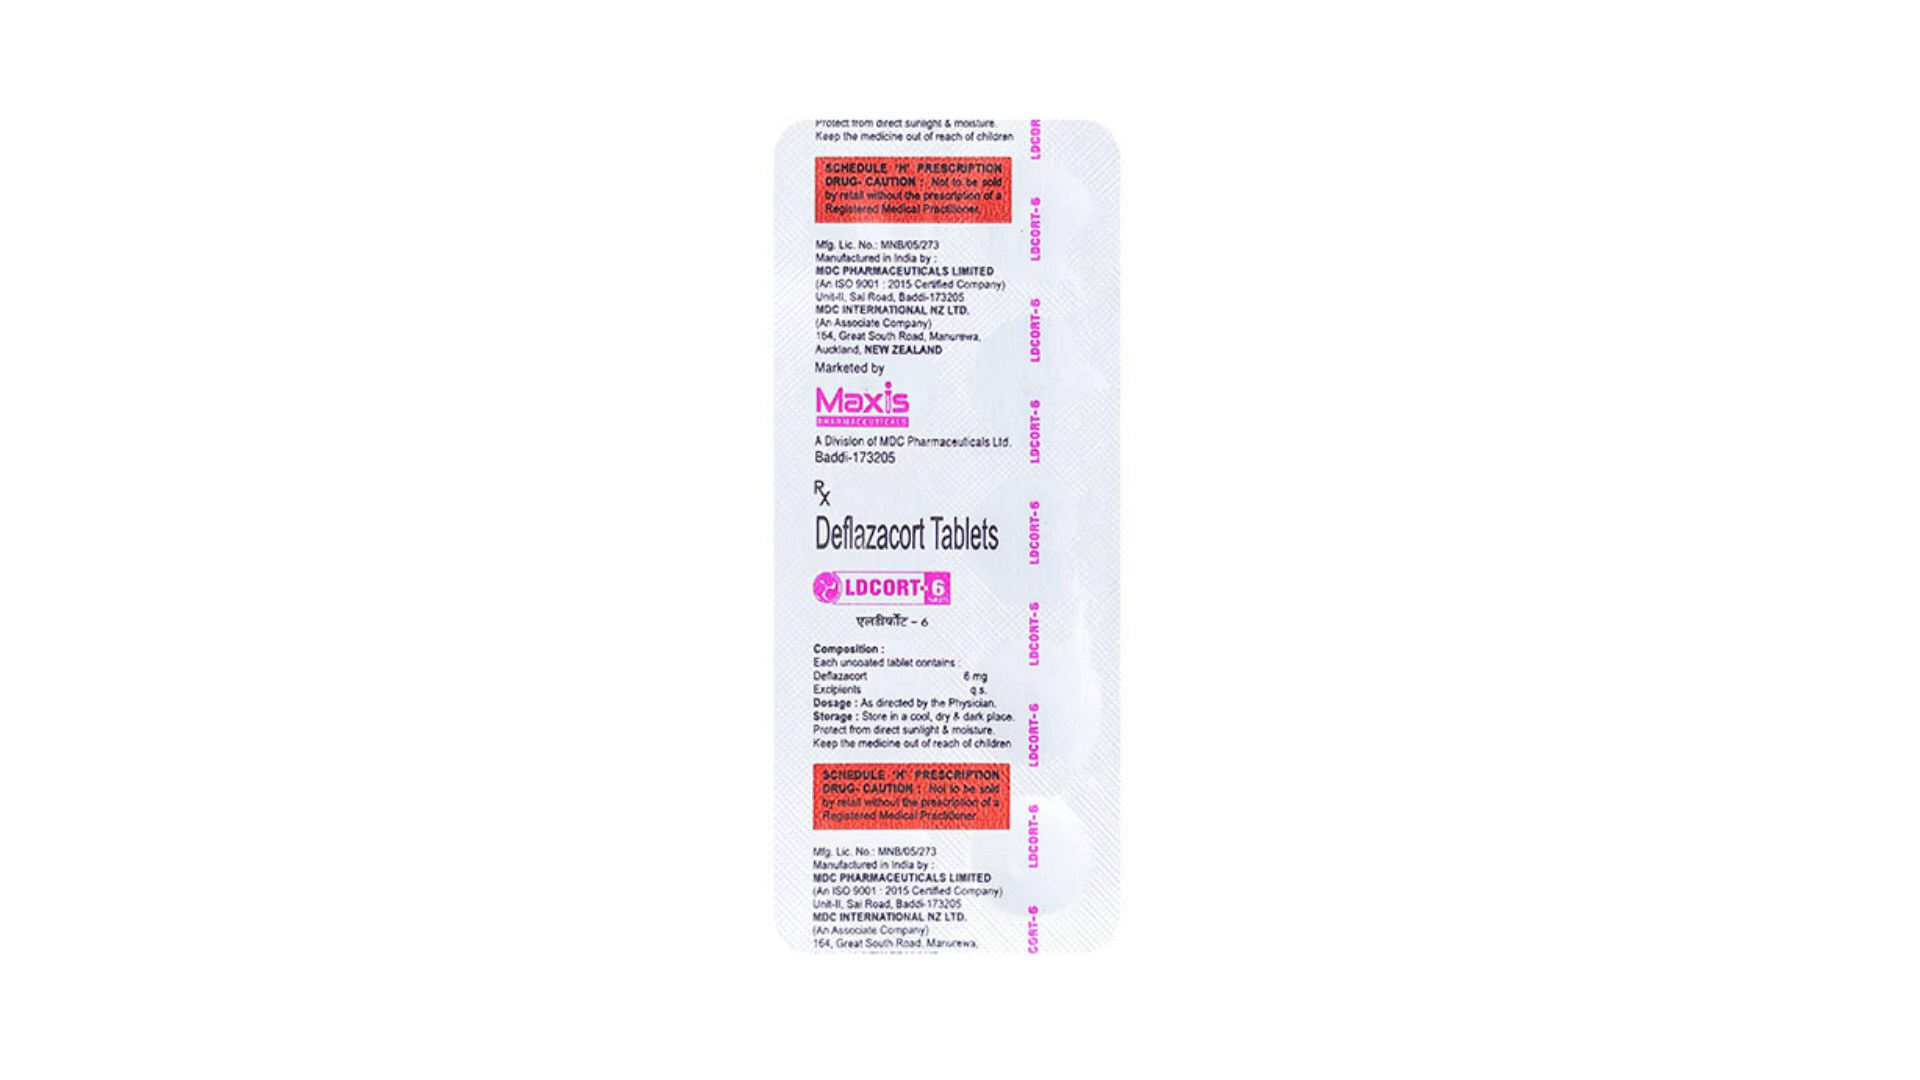 Protect from direct sunlight & moisture.
Keep the medicine out of reach of children
SCHEDULE 'H' PRESCRIPTION
DRUG- CAUTION : Not to be sold
by retail without the prescription of a
Registered Medical Practitioner.
Mfg. Lic. No.: MNB/05/273
Manufactured in India by :
MDC PHARMACEUTICALS LIMITED
(An ISO 9001 : 2015 Certified Company)
Unit-II, Sai Road, Baddi-173205
MDC INTERNATIONAL NZ LTD.
(An Associate Company)
164, Great South Road, Manurewa,
Auckland, NEW ZEALAND
Marketed by
Maxis
PHARMACEUTICALS
A Division of MDC Pharmaceuticals Ltd.
Baddi-173205
Rx
Deflazacort Tablets
LDCORT-6
TABLETS
एलडीकॉर्ट - 6
Composition :
Each uncoated tablet contains :
Deflazacort 6 mg
Excipients q.s.
Dosage : As directed by the Physician.
Storage : Store in a cool, dry & dark place.
Protect from direct sunlight & moisture.
Keep the medicine out of reach of children
SCHEDULE 'H' PRESCRIPTION
DRUG- CAUTION : Not to be sold
by retail without the prescription of a
Registered Medical Practitioner.
Mfg. Lic. No.: MNB/05/273
Manufactured in India by :
MDC PHARMACEUTICALS LIMITED
(An ISO 9001 : 2015 Certified Company)
Unit-II, Sai Road, Baddi-173205
MDC INTERNATIONAL NZ LTD.
(An Associate Company)
164, Great South Road, Manurewa,
LDCOR
LDCORT-6
LDCORT-6
LDCORT-6
LDCORT-6
LDCORT-6
LDCORT-6
LDCORT-6
CORT-6